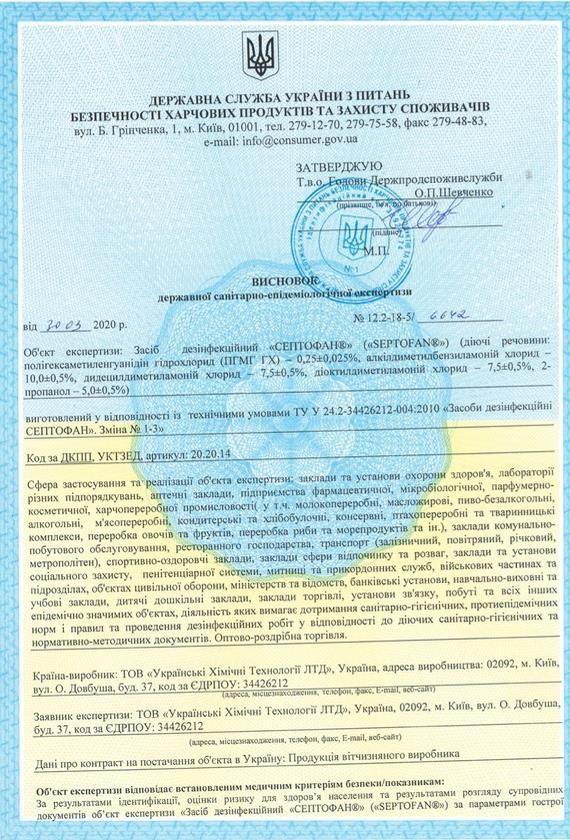 ДЕРЖАВНА СЛУЖБА УКРАЇНИ З ПИТАНЬ
БЕЗПЕЧНОСТІ ХАРЧОВИХ ПРОДУКТІВ ТА ЗАХИСТУ СПОЖИВАЧІВ
вул. Б. Грінченка, 1, м. Київ, 01001, тел. 279-12-70, 279-75-58, факс 279-48-83,
e-mail: info@consumer.gov.ua
ЗАТВЕРДЖУЮ
Т.в.о. Голови Держпродспоживслужби
О.П.Шевченко
(прізвище, ім'я, по батькові)
(підпис)
М.П.
№1
ВИСНОВОК
державної санітарно-епідеміологічної експертизи
від 30 03 2020 р. № 12.2-18-5/ 6642
Об'єкт експертизи: Засіб дезінфекційний «СЕПТОФАН®» («SEPTOFAN®») (діючі речовини:
полігексаметиленгуанідин гідрохлорид (ПГМГ ГХ) – 0,25±0,025%, алкілдиметилбензиламоній хлорид –
10,0±0,5%, дидецилдиметиламоній хлорид – 7,5±0,5%, діоктилдиметиламоній хлорид – 7,5±0,5%, 2-
пропанол – 5,0±0,5%)
виготовлений у відповідності із технічними умовами ТУ У 24.2-34426212-004:2010 «Засоби дезінфекційні
СЕПТОФАН». Зміна № 1-3»
Код за ДКПП, УКТЗЕД, артикул: 20.20.14
Сфера застосування та реалізації об'єкта експертизи: заклади та установи охорони здоров'я, лабораторії
різних підпорядкувань, аптечні заклади, підприємства фармацевтичної, мікробіологічної, парфумерно-
косметичної, харчопереробної промисловості, у т.ч. молокопереробні, масложирові, пиво-безалкогольні,
алкогольні, м'ясопереробні, кондитерські та хлібобулочні, консервні, птахопереробні та тваринницькі
комплекси, переробка овочів та фруктів, переробка риби та морепродуктів та ін.), заклади комунально-
побутового обслуговування, ресторанного господарства, транспорт (залізничний, повітряний, річковий,
метрополітен), спортивно-оздоровчі заклади, заклади сфери відпочинку та розваг, заклади та установи
соціального захисту, пенітенціарної системи, митниці та прикордонних служб, військових частинах та
підрозділах, об'єктах цивільної оборони, міністерств та відомств, банківські установи, навчально-виховні та
учбові заклади, дитячі дошкільні заклади, заклади торгівлі, установи зв'язку, побуті та всіх інших
епідемічно значимих об'єктах, діяльність яких вимагає дотримання санітарно-гігієнічних, протиепідемічних
норм і правил та проведення дезінфекційних робіт у відповідності до діючих санітарно-гігієнічних та
нормативно-методичних документів. Оптово-роздрібна торгівля.
Країна-виробник: ТОВ «Українські Хімічні Технології ЛТД», Україна, адреса виробництва: 02092, м. Київ,
вул. О. Довбуша, буд. 37, код за ЄДРПОУ: 34426212
(адреса, місцезнаходження, телефон, факс, E-mail, веб-сайт)
Заявник експертизи: ТОВ «Українські Хімічні Технології ЛТД», Україна, 02092, м. Київ, вул. О. Довбуша,
буд. 37, код за ЄДРПОУ: 34426212
(адреса, місцезнаходження, телефон, факс, E-mail, веб-сайт)
Дані про контракт на постачання об'єкта в Україну: Продукція вітчизняного виробника
Об'єкт експертизи відповідає встановленим медичним критеріям безпеки/показникам:
За результатами ідентифікації, оцінки ризику для здоров'я населення та результатами розгляду супровідних
документів об'єкт експертизи «Засіб дезінфекційний «СЕПТОФАН®» («SEPTOFAN®») за параметрами гострої